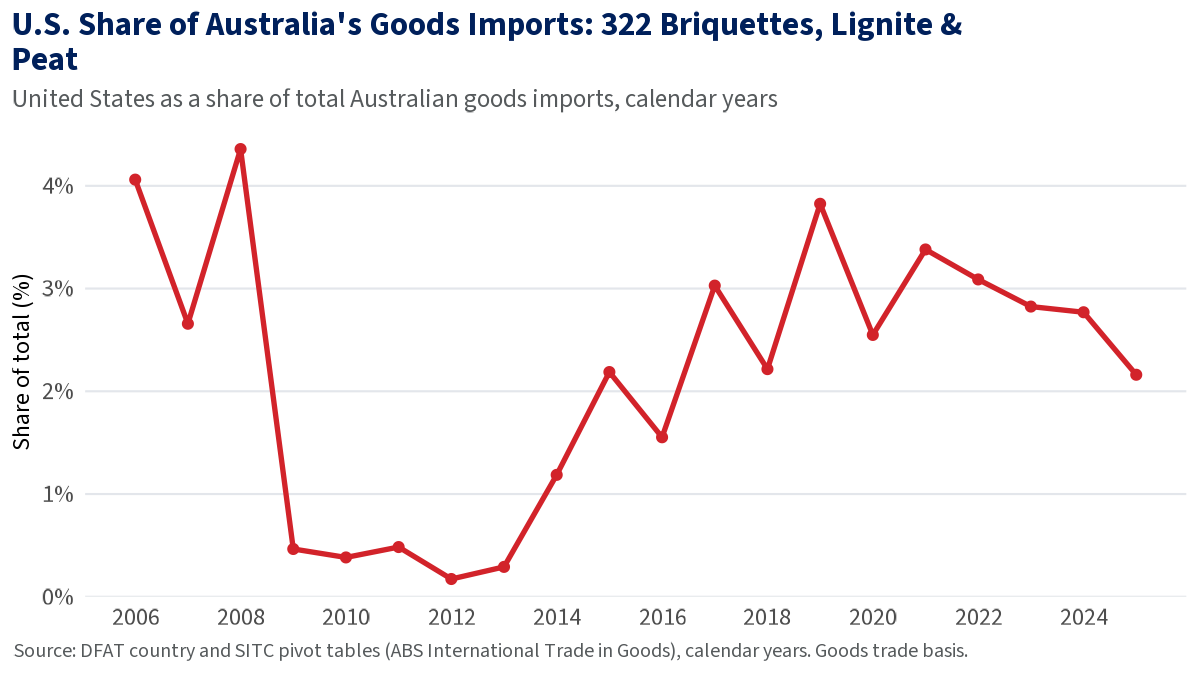 U.S. Share of Australia's Goods Imports: 322 Briquettes, Lignite &
Peat
United States as a share of total Australian goods imports, calendar years
Share of total (%)
4%
3%
2%
1%
0%
2006 2008 2010 2012 2014 2016 2018 2020 2022 2024
Source: DFAT country and SITC pivot tables (ABS International Trade in Goods), calendar years. Goods trade basis.